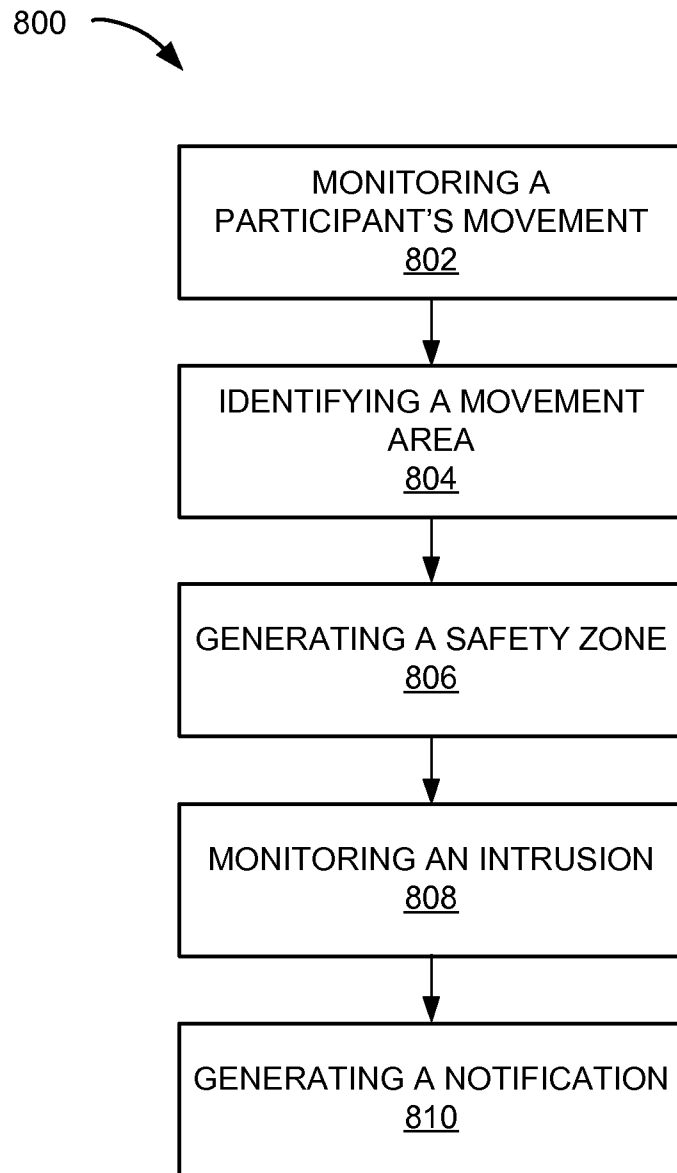 800
MONITORING A
PARTICIPANT'S MOVEMENT
802
IDENTIFYING A MOVEMENT
AREA
804
GENERATING A SAFETY ZONE
806
MONITORING AN INTRUSION
808
GENERATING A NOTIFICATION
810